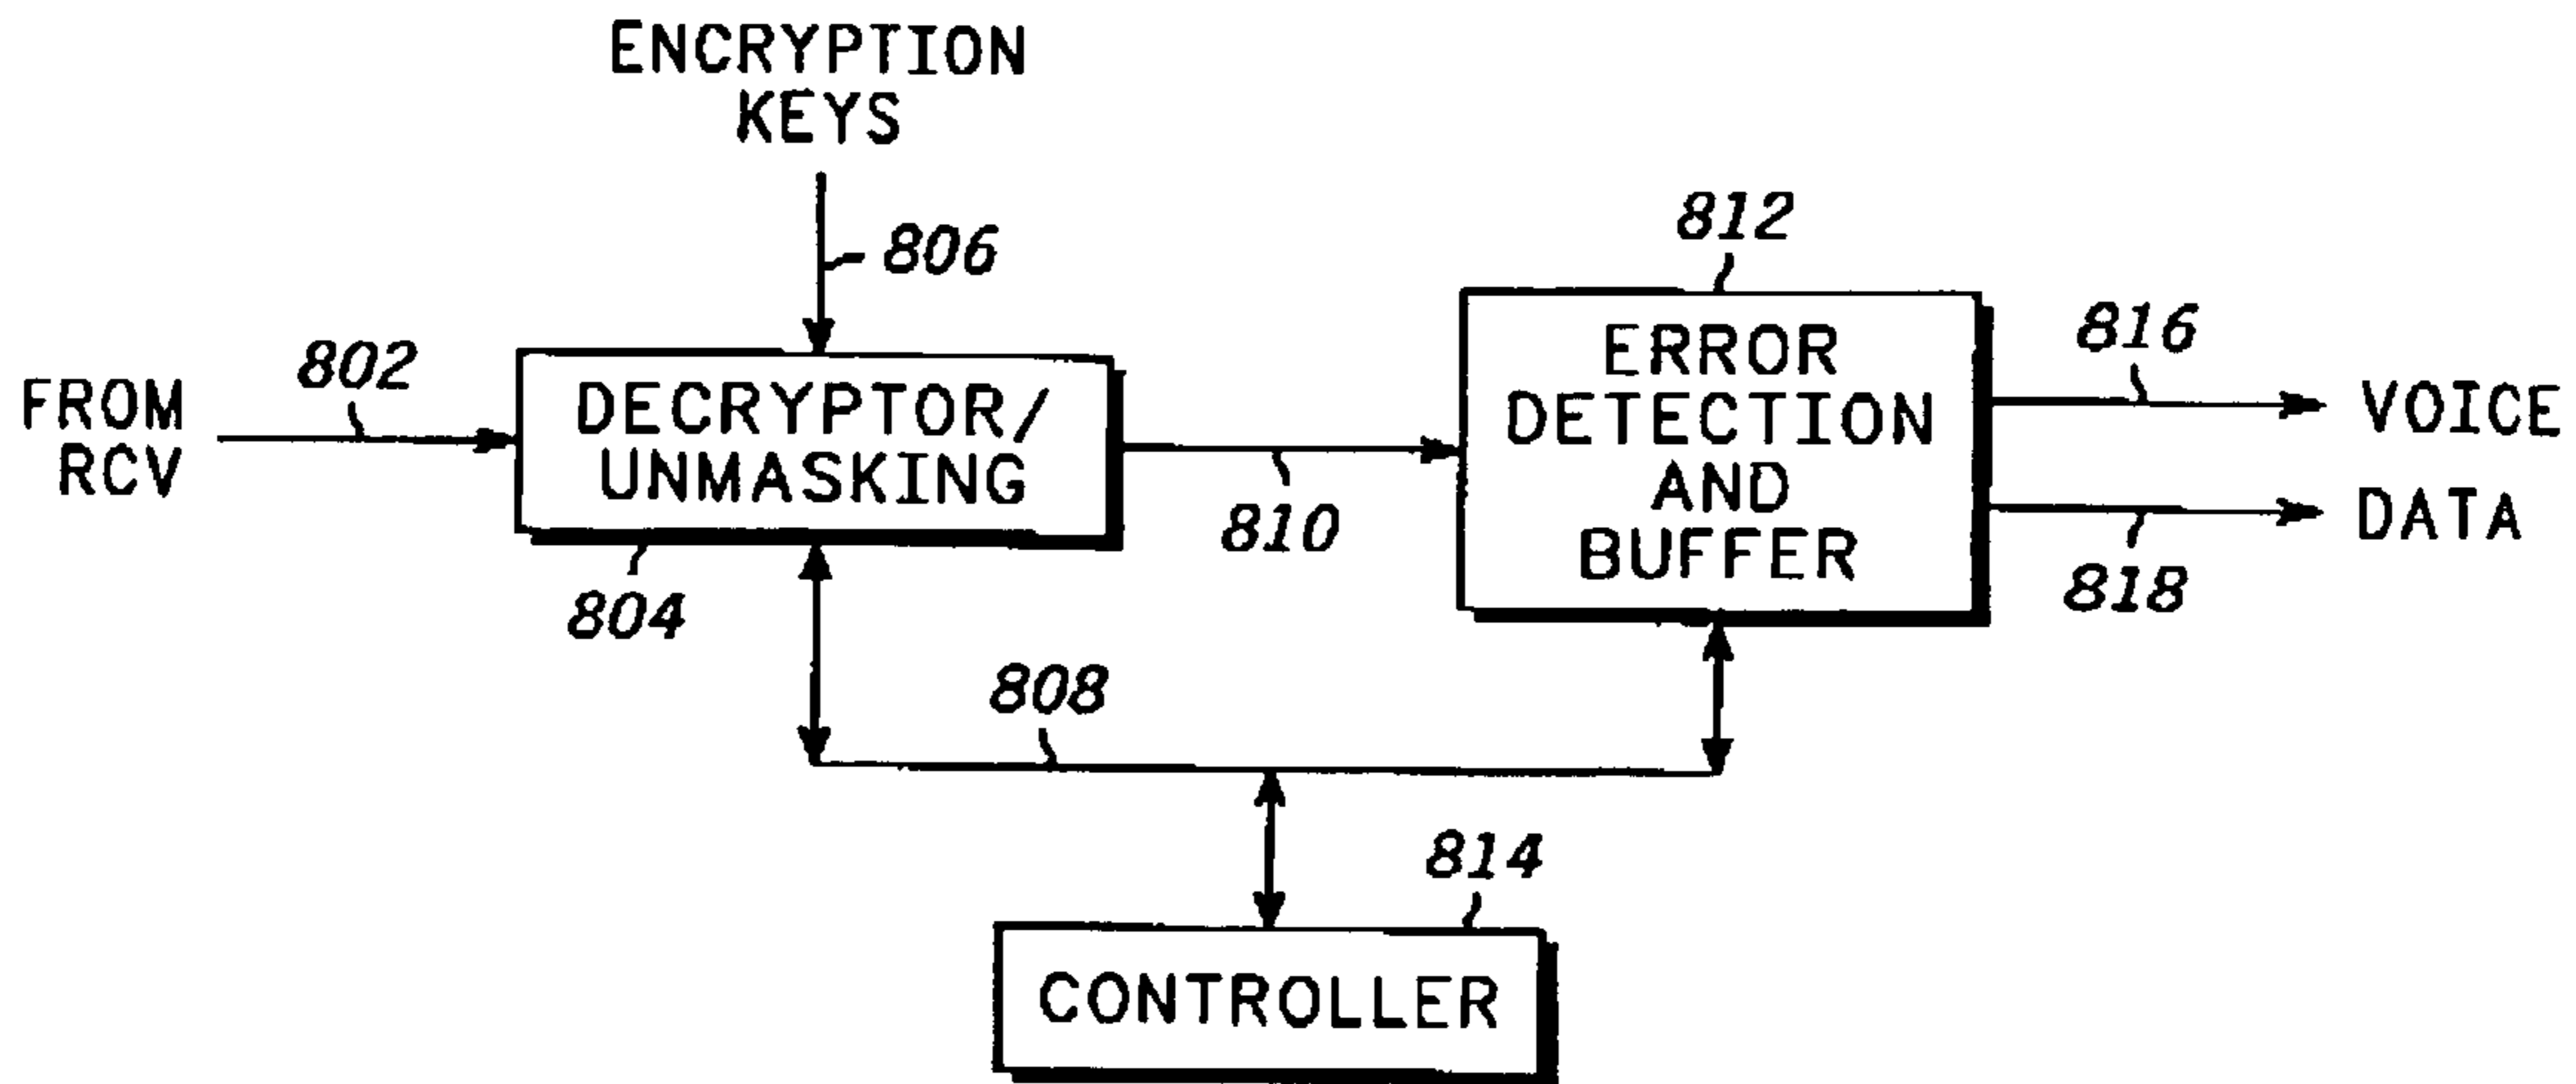 ENCRYPTION
KEYS
806
812
802
FROM
RCV
DECRYPTOR/
UNMASKING
804
810
ERROR
DETECTION
AND
BUFFER
816
VOICE
DATA
818
808
814
CONTROLLER